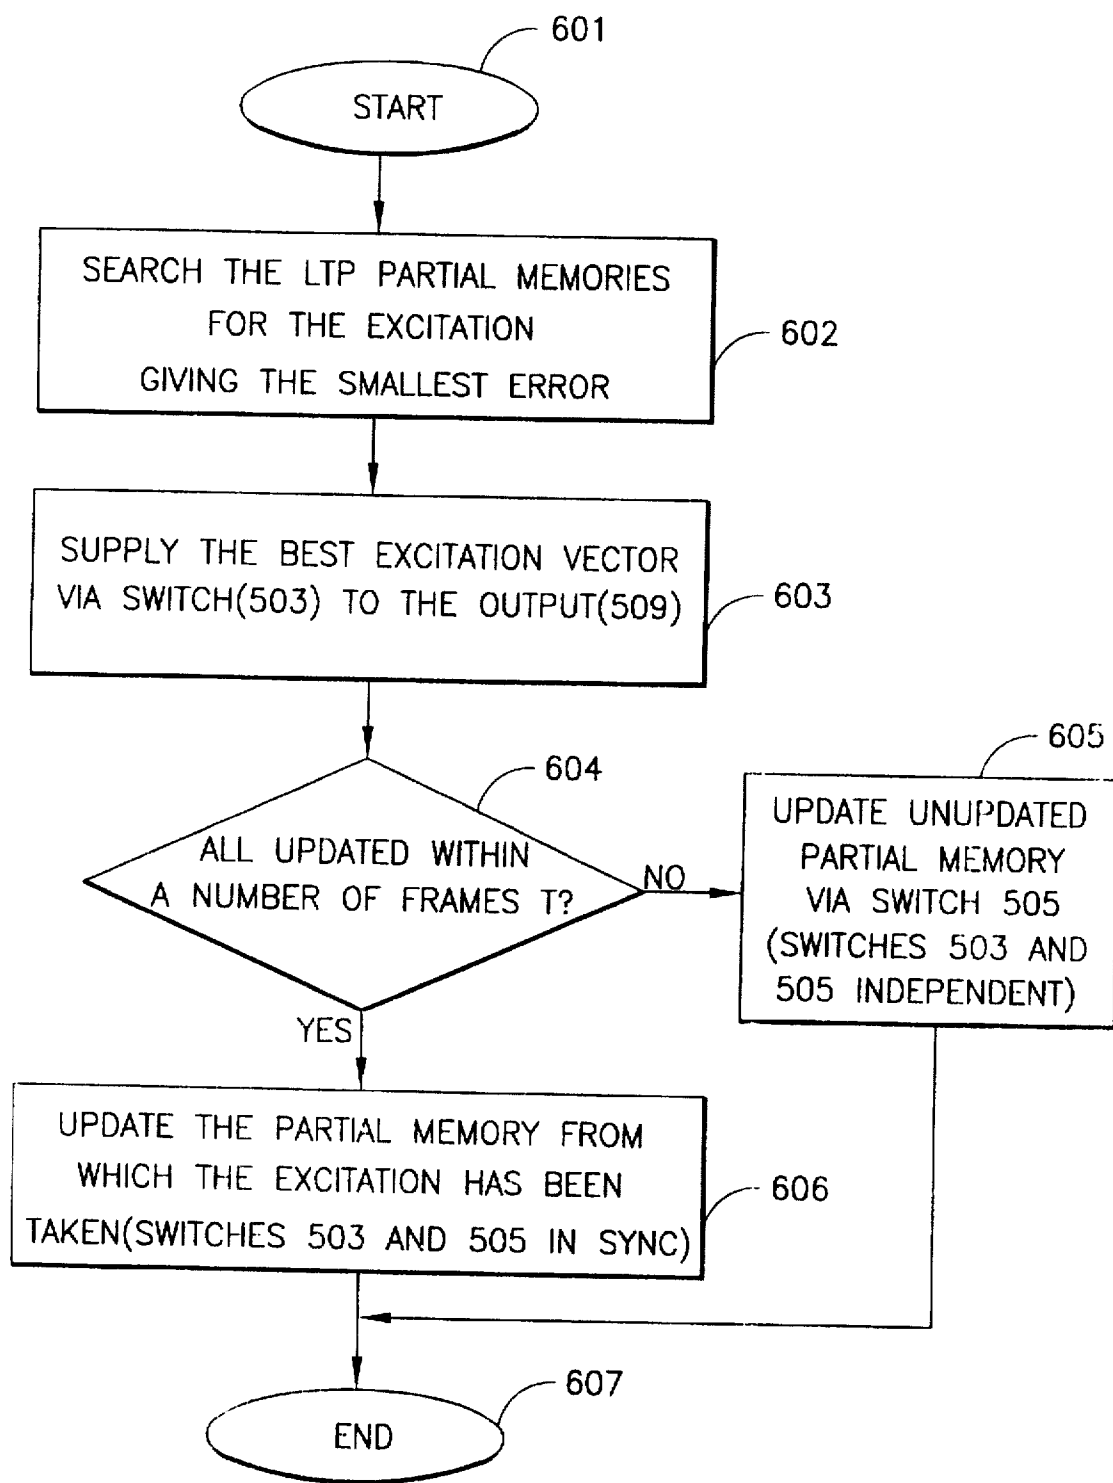 601
START
SEARCH THE LTP PARTIAL MEMORIES
FOR THE EXCITATION
GIVING THE SMALLEST ERROR
602
SUPPLY THE BEST EXCITATION VECTOR
VIA SWITCH(503) TO THE OUTPUT(509)
603
604
ALL UPDATED WITHIN
A NUMBER OF FRAMES T?
NO
605
UPDATE UNUPDATED
PARTIAL MEMORY
VIA SWITCH 505
(SWITCHES 503 AND
505 INDEPENDENT)
YES
UPDATE THE PARTIAL MEMORY FROM
WHICH THE EXCITATION HAS BEEN
TAKEN(SWITCHES 503 AND 505 IN SYNC)
606
607
END